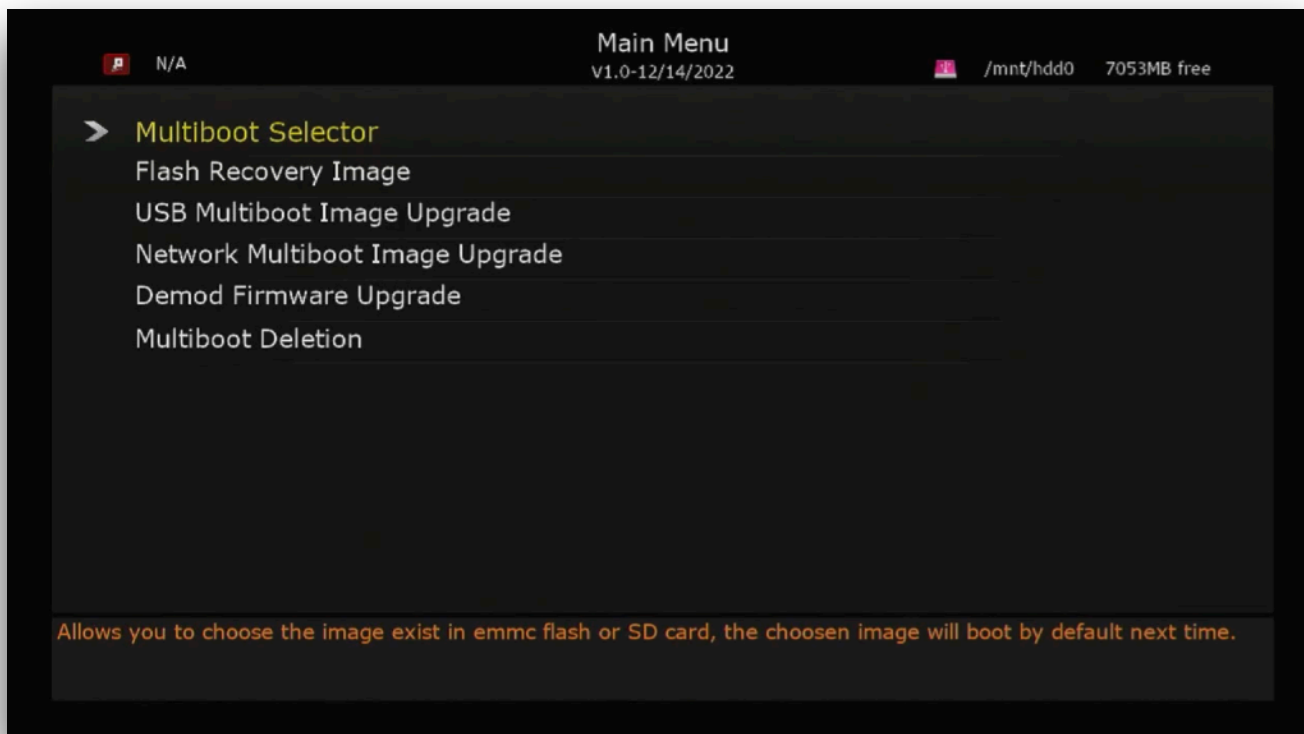 Main Menu
N/A
V1.0-12/14/2022
/mnt/hdd0 7053MB free
Multiboot Selector
Flash Recovery Image
USB Multiboot Image Upgrade
Network Multiboot Image Upgrade
Demod Firmware Upgrade
Multiboot Deletion
Allows you to choose the image exist in emmc flash or SD card, the choosen image will boot by default next time.